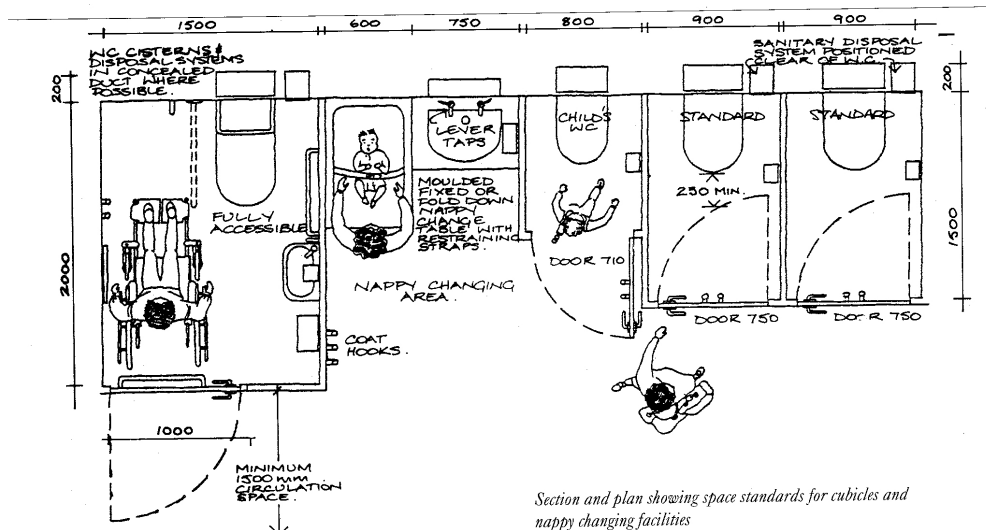 1500
600
750
800
900
900
W.C. CISTERNS &
DISPOSAL SYSTEMS
IN CONCEALED
DUCT WHERE
POSSIBLE.
SANITARY DISPOSAL
SYSTEM POSITIONED
CLEAR OF W.C.
200
200
LEVER
TAPS
CHILD'S
WC
STANDARD
STANDARD
MOULDED
FIXED OR
FOLD DOWN
NAPPY
CHANGE
TABLE WITH
RESTRAINING
STRAPS.
250 MIN.
FULLY
ACCESSIBLE
2000
1500
DOOR 710
NAPPY CHANGING
AREA.
DOOR 750
DOOR 750
COAT
HOOKS.
1000
MINIMUM
1500 mm
CIRCULATION
SPACE.
Section and plan showing space standards for cubicles and
nappy changing facilities